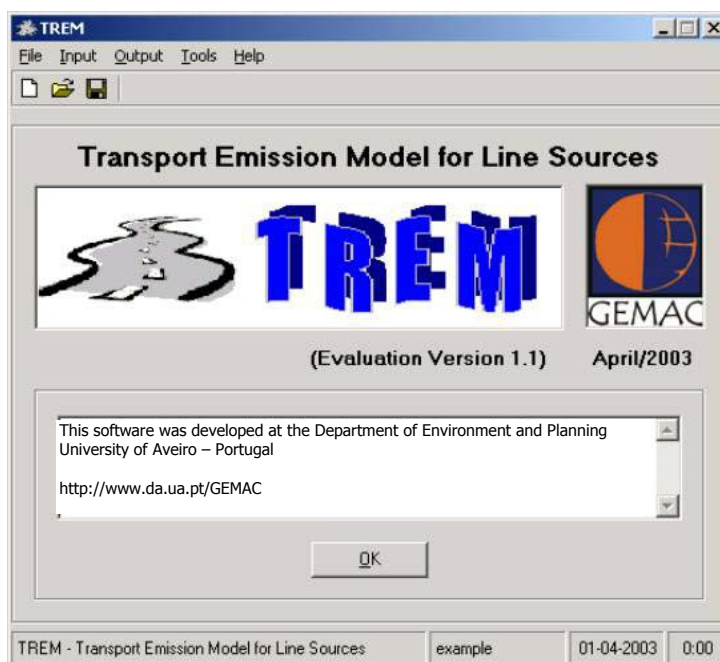 TREM
File Input Output Tools Help
Transport Emission Model for Line Sources
TREM
GEMAC
(Evaluation Version 1.1) April/2003
This software was developed at the Department of Environment and Planning
University of Aveiro – Portugal
http://www.da.ua.pt/GEMAC
OK
TREM - Transport Emission Model for Line Sources example 01-04-2003 0:00